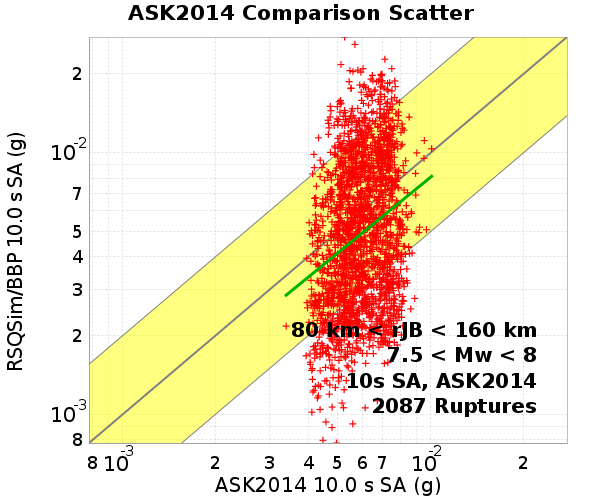 ASK2014 Comparison Scatter
RSQSim/BBP 10.0 s SA (g)
2
10-2
7
5
4
3
2
10-3
8
80 km < rJB < 160 km
7.5 < Mw < 8
10s SA, ASK2014
2087 Ruptures
8 10-3 2 3 4 5 6 7 10-2 2
ASK2014 10.0 s SA (g)